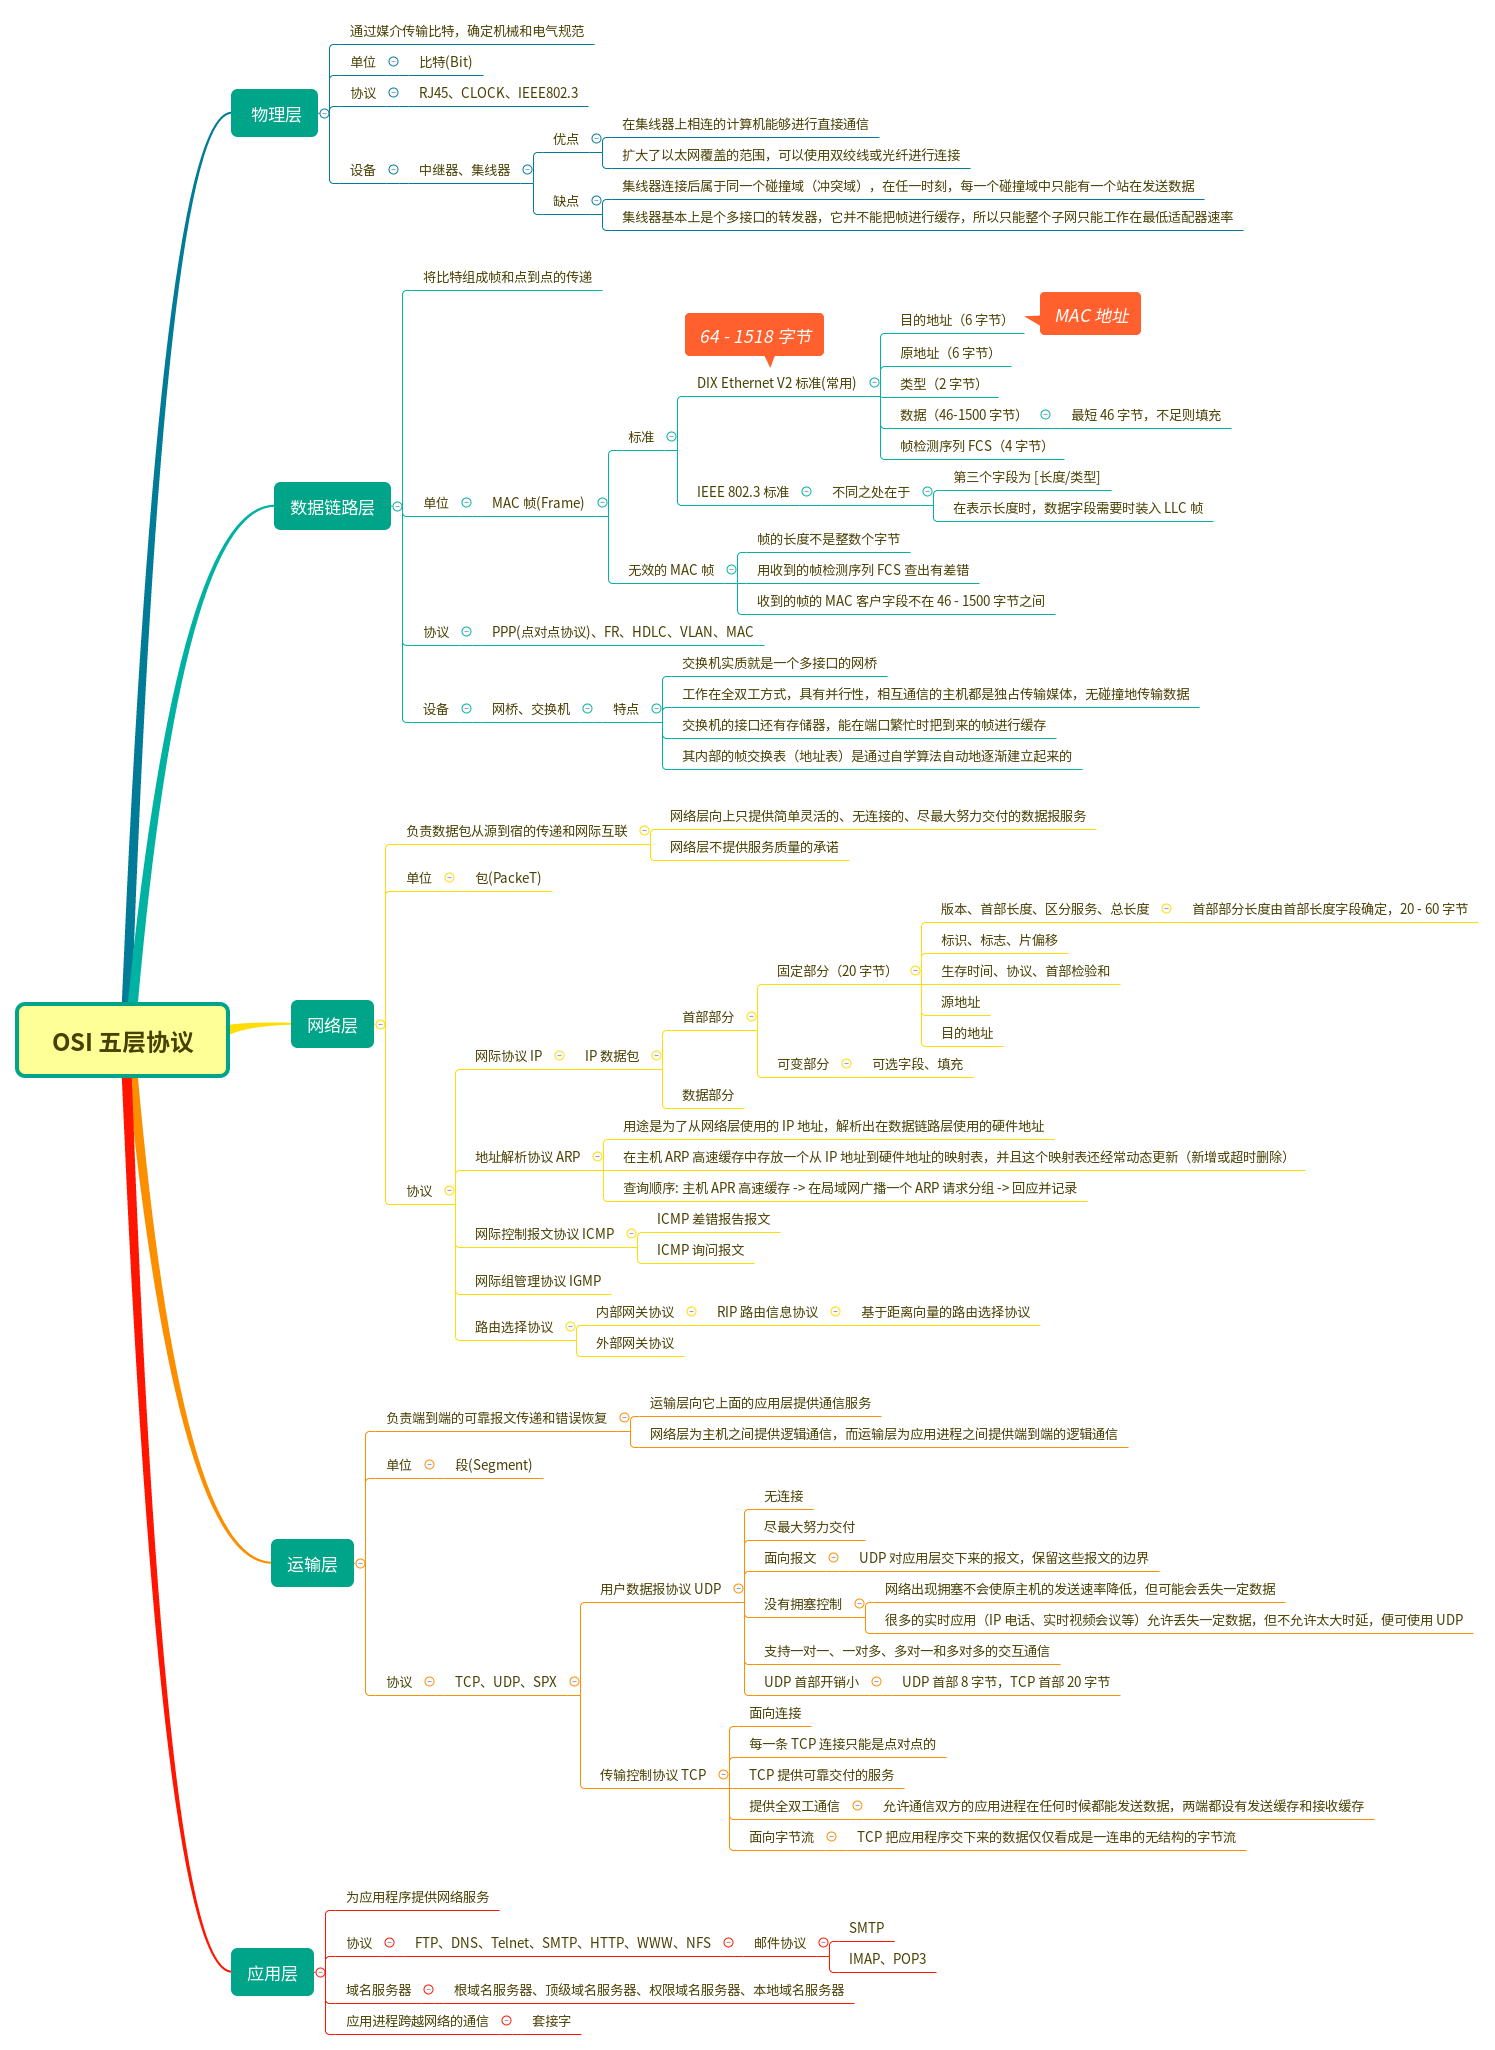 OSI 五层协议
物理层
通过媒介传输比特，确定机械和电气规范
单位
比特(Bit)
协议
RJ45、CLOCK、IEEE802.3
设备
中继器、集线器
优点
在集线器上相连的计算机能够进行直接通信
扩大了以太网覆盖的范围，可以使用双绞线或光纤进行连接
缺点
集线器连接后属于同一个碰撞域（冲突域），在任一时刻，每一个碰撞域中只能有一个站在发送数据
集线器基本上是个多接口的转发器，它并不能把帧进行缓存，所以只能整个子网只能工作在最低适配器速率
数据链路层
将比特组成帧和点到点的传递
单位
MAC 帧(Frame)
标准
64 - 1518 字节
DIX Ethernet V2 标准(常用)
目的地址（6 字节）
MAC 地址
原地址（6 字节）
类型（2 字节）
数据（46-1500 字节）
最短 46 字节，不足则填充
帧检测序列 FCS（4 字节）
IEEE 802.3 标准
不同之处在于
第三个字段为 [长度/类型]
在表示长度时，数据字段需要时装入 LLC 帧
无效的 MAC 帧
帧的长度不是整数个字节
用收到的帧检测序列 FCS 查出有差错
收到的帧的 MAC 客户字段不在 46 - 1500 字节之间
协议
PPP(点对点协议)、FR、HDLC、VLAN、MAC
设备
网桥、交换机
特点
交换机实质就是一个多接口的网桥
工作在全双工方式，具有并行性，相互通信的主机都是独占传输媒体，无碰撞地传输数据
交换机的接口还有存储器，能在端口繁忙时把到来的帧进行缓存
其内部的帧交换表（地址表）是通过自学算法自动地逐渐建立起来的
网络层
负责数据包从源到宿的传递和网际互联
网络层向上只提供简单灵活的、无连接的、尽最大努力交付的数据报服务
网络层不提供服务质量的承诺
单位
包(PackeT)
协议
网际协议 IP
IP 数据包
首部部分
固定部分（20 字节）
版本、首部长度、区分服务、总长度
首部部分长度由首部长度字段确定，20 - 60 字节
标识、标志、片偏移
生存时间、协议、首部检验和
源地址
目的地址
可变部分
可选字段、填充
数据部分
地址解析协议 ARP
用途是为了从网络层使用的 IP 地址，解析出在数据链路层使用的硬件地址
在主机 ARP 高速缓存中存放一个从 IP 地址到硬件地址的映射表，并且这个映射表还经常动态更新（新增或超时删除）
查询顺序: 主机 APR 高速缓存 -> 在局域网广播一个 ARP 请求分组 -> 回应并记录
网际控制报文协议 ICMP
ICMP 差错报告报文
ICMP 询问报文
网际组管理协议 IGMP
路由选择协议
内部网关协议
RIP 路由信息协议
基于距离向量的路由选择协议
外部网关协议
运输层
负责端到端的可靠报文传递和错误恢复
运输层向它上面的应用层提供通信服务
网络层为主机之间提供逻辑通信，而运输层为应用进程之间提供端到端的逻辑通信
单位
段(Segment)
协议
TCP、UDP、SPX
用户数据报协议 UDP
无连接
尽最大努力交付
面向报文
UDP 对应用层交下来的报文，保留这些报文的边界
没有拥塞控制
网络出现拥塞不会使原主机的发送速率降低，但可能会丢失一定数据
很多的实时应用（IP 电话、实时视频会议等）允许丢失一定数据，但不允许太大时延，便可使用 UDP
支持一对一、一对多、多对一和多对多的交互通信
UDP 首部开销小
UDP 首部 8 字节，TCP 首部 20 字节
传输控制协议 TCP
面向连接
每一条 TCP 连接只能是点对点的
TCP 提供可靠交付的服务
提供全双工通信
允许通信双方的应用进程在任何时候都能发送数据，两端都设有发送缓存和接收缓存
面向字节流
TCP 把应用程序交下来的数据仅仅看成是一连串的无结构的字节流
应用层
为应用程序提供网络服务
协议
FTP、DNS、Telnet、SMTP、HTTP、WWW、NFS
邮件协议
SMTP
IMAP、POP3
域名服务器
根域名服务器、顶级域名服务器、权限域名服务器、本地域名服务器
应用进程跨越网络的通信
套接字